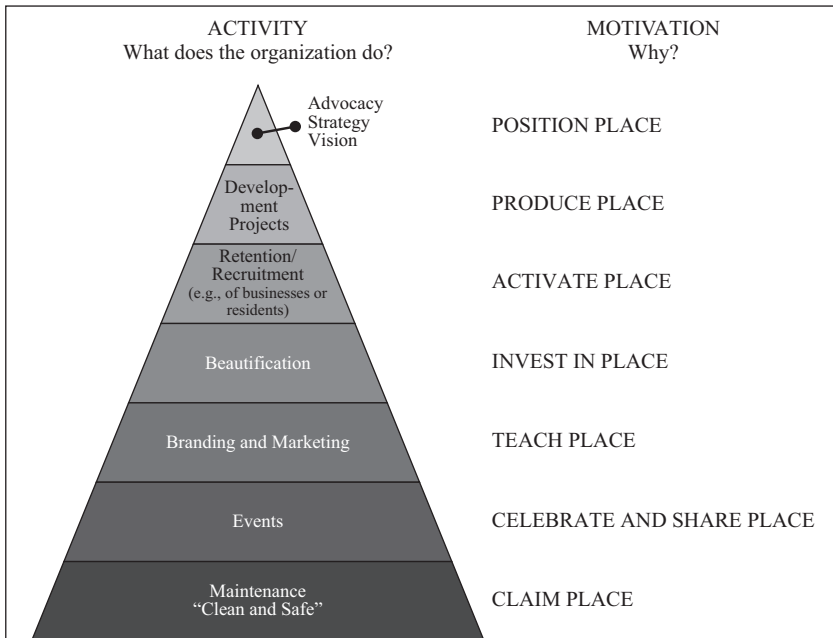 ACTIVITY
What does the organization do?
MOTIVATION
Why?
Advocacy
Strategy
Vision
POSITION PLACE
Develop-
ment
Projects
PRODUCE PLACE
Retention/
Recruitment
(e.g., of businesses or
residents)
ACTIVATE PLACE
Beautification
INVEST IN PLACE
Branding and Marketing
TEACH PLACE
Events
CELEBRATE AND SHARE PLACE
Maintenance
“Clean and Safe”
CLAIM PLACE